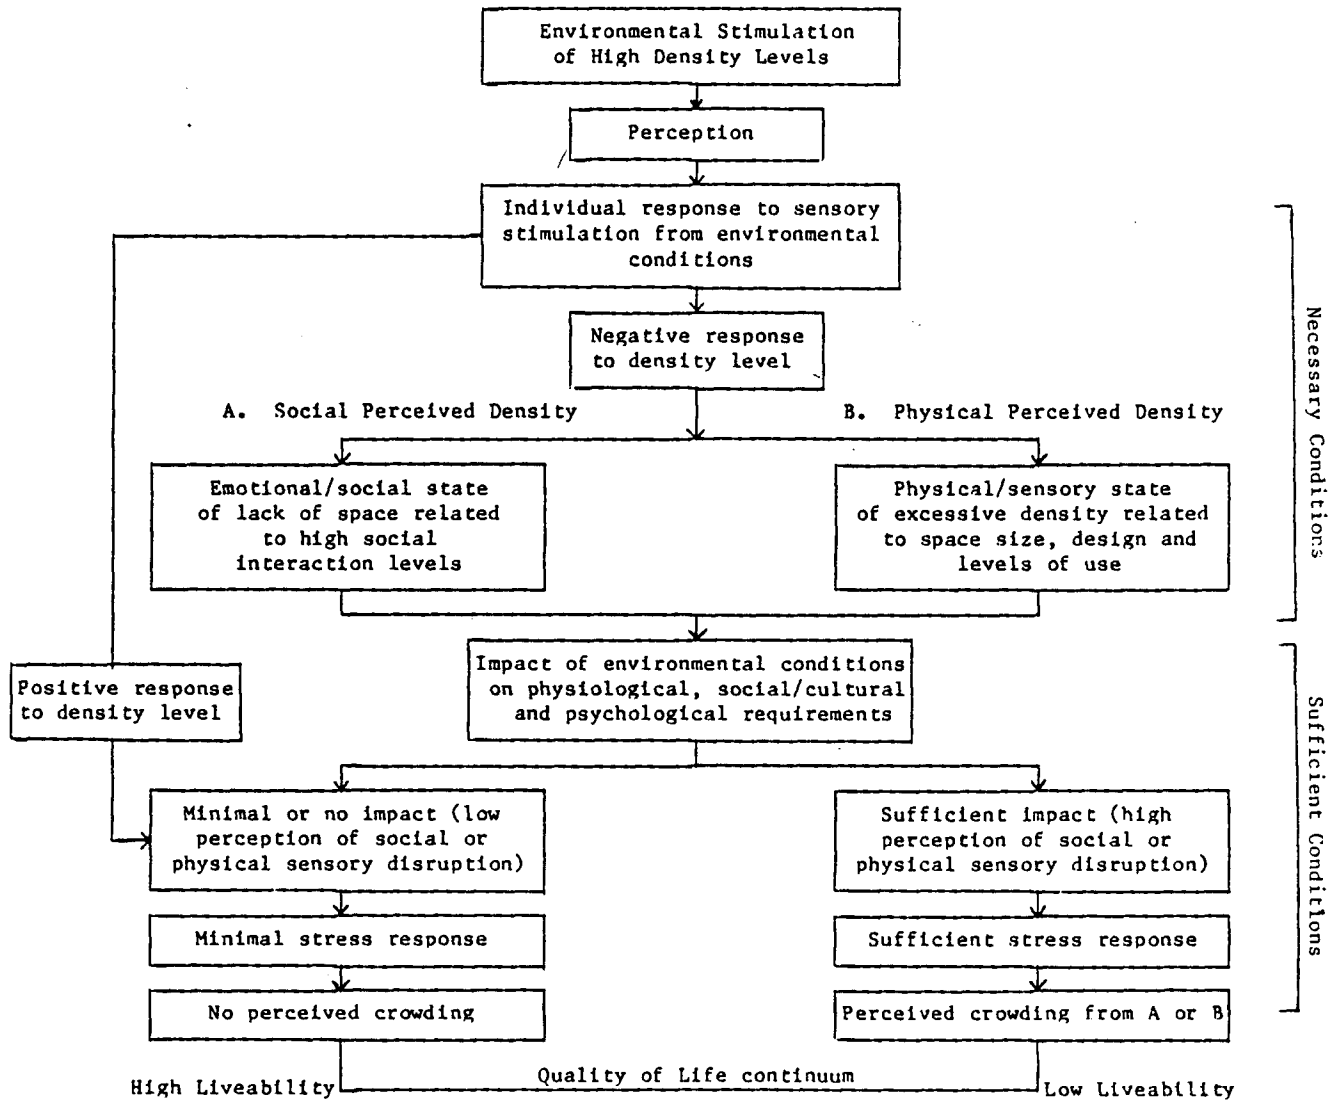 Environmental Stimulation
of High Density Levels
Perception
Individual response to sensory
stimulation from environmental
conditions
Negative response
to density level
A. Social Perceived Density
B. Physical Perceived Density
Emotional/social state
of lack of space related
to high social
interaction levels
Physical/sensory state
of excessive density related
to space size, design and
levels of use
Necessary Conditions
Impact of environmental conditions
on physiological, social/cultural
and psychological requirements
Positive response
to density level
Minimal or no impact (low
perception of social or
physical sensory disruption)
Sufficient impact (high
perception of social or
physical sensory disruption)
Minimal stress response
Sufficient stress response
No perceived crowding
Perceived crowding from A or B
Sufficient Conditions
High Liveability
Quality of Life continuum
Low Liveability